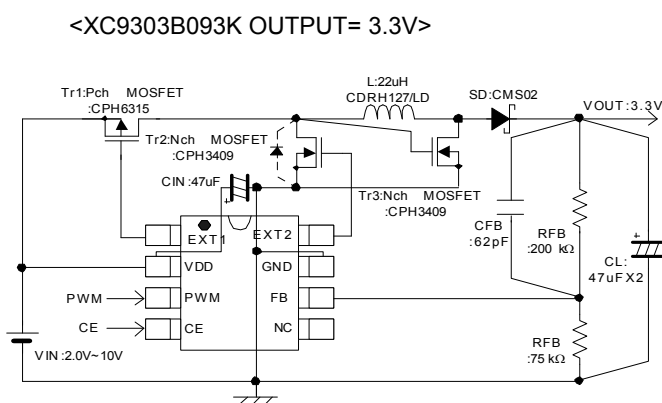 <XC9303B093K OUTPUT= 3.3V>
L:22uH
CDRH127/LD
SD:CMS02
VOUT:3.3V
Tr1:Pch MOSFET
:CPH6315
Tr2:Nch MOSFET
:CPH3409
CIN:47uF
Tr3:Nch MOSFET
:CPH3409
CFB
:62pF
RFB
:200 kΩ
CL:
47uFX2
EXT1
EXT2
VDD
GND
PWM
PWM
FB
CE
CE
NC
VIN:2.0V~10V
RFB
:75 kΩ